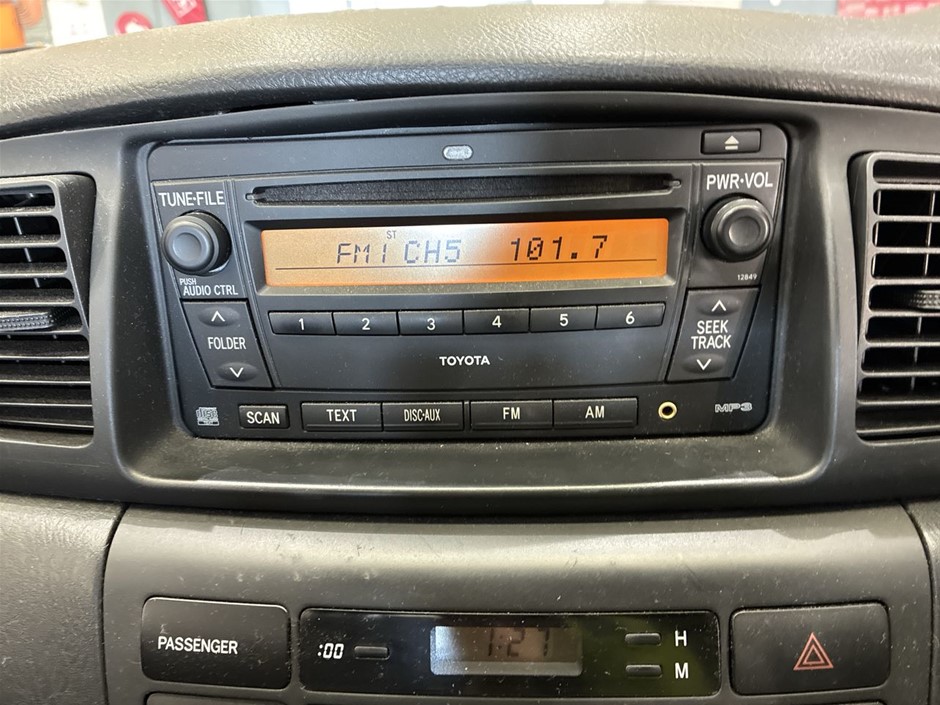 TUNE·FILE
PWR·VOL
ST
FM1 CH5 101.7
PUSH
AUDIO CTRL
12849
1 2 3 4 5 6
FOLDER
SEEK
TRACK
TOYOTA
SCAN TEXT DISC·AUX FM AM MP3
PASSENGER
:00 1:27 H
M